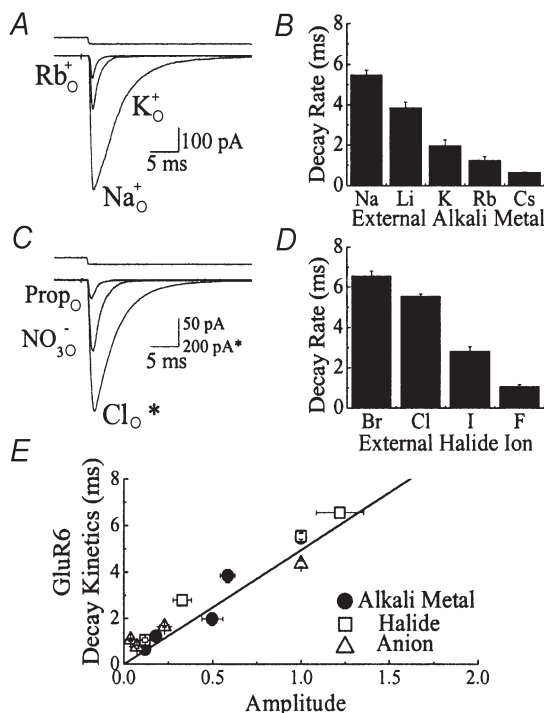 A
Rb+O
K+O
100 pA
5 ms
Na+O
B
Decay Rate (ms)
8
6
4
2
0
Na Li K Rb Cs
External Alkali Metal
C
PropO
NO3O-
50 pA
5 ms 200 pA*
ClO *
D
Decay Rate (ms)
8
6
4
2
0
Br Cl I F
External Halide Ion
E
GluR6
Decay Kinetics (ms)
8
6
4
2
0
Alkali Metal
Halide
Anion
0.0 0.5 1.0 1.5 2.0
Amplitude